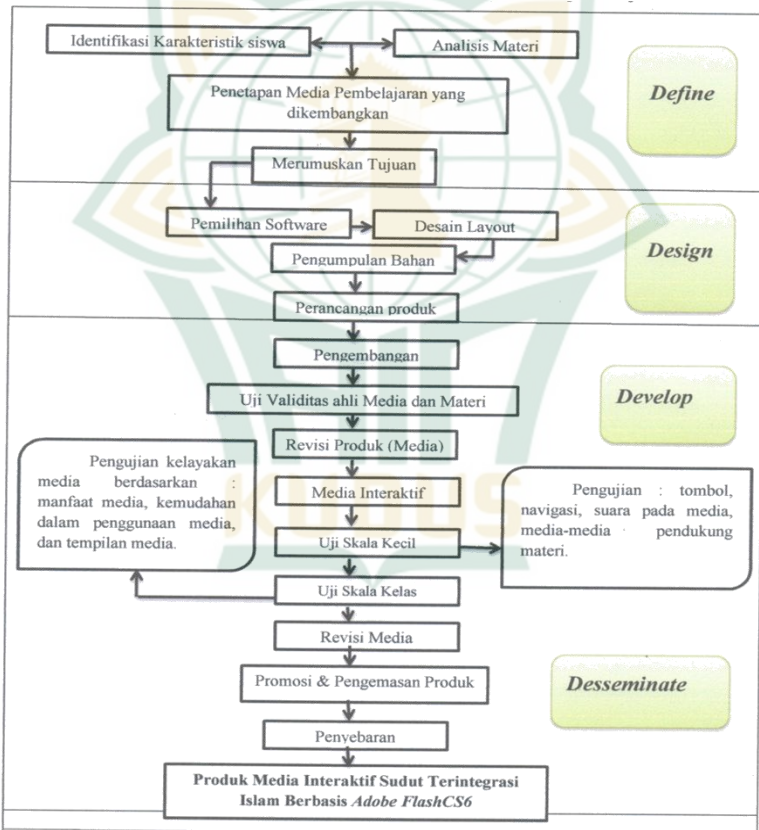 Identifikasi Karakteristik siswa
Analisis Materi
Define
Penetapan Media Pembelajaran yang
dikembangkan
Merumuskan Tujuan
Pemilihan Software
Desain Layout
Design
Pengumpulan Bahan
Perancangan produk
Pengembangan
Develop
Uji Validitas ahli Media dan Materi
Revisi Produk (Media)
Pengujian kelayakan
media berdasarkan :
manfaat media, kemudahan
dalam penggunaan media,
dan tempilan media.
Media Interaktif
Pengujian : tombol,
navigasi, suara pada media,
media-media pendukung
materi.
Uji Skala Kecil
Uji Skala Kelas
Revisi Media
Promosi & Pengemasan Produk
Desseminate
Penyebaran
Produk Media Interaktif Sudut Terintegrasi
Islam Berbasis Adobe FlashCS6
KUDUS